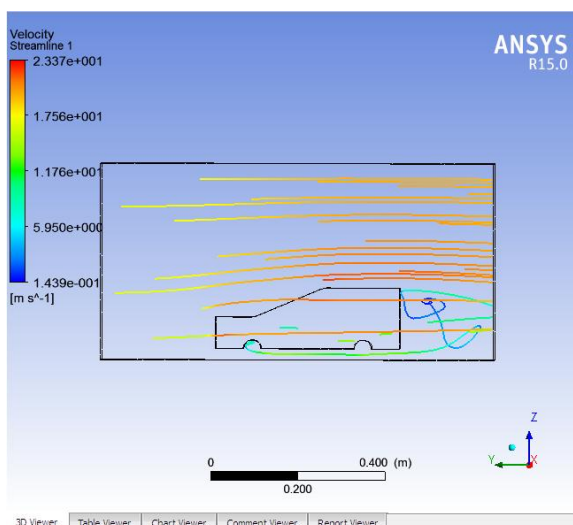 Velocity
Streamline 1
2.337e+001
1.756e+001
1.176e+001
5.950e+000
1.439e-001
[m s^-1]
ANSYS
R15.0
Z
Y
X
0
0.400 (m)
0.200
3D Viewer
Table Viewer
Chart Viewer
Comment Viewer
Report Viewer